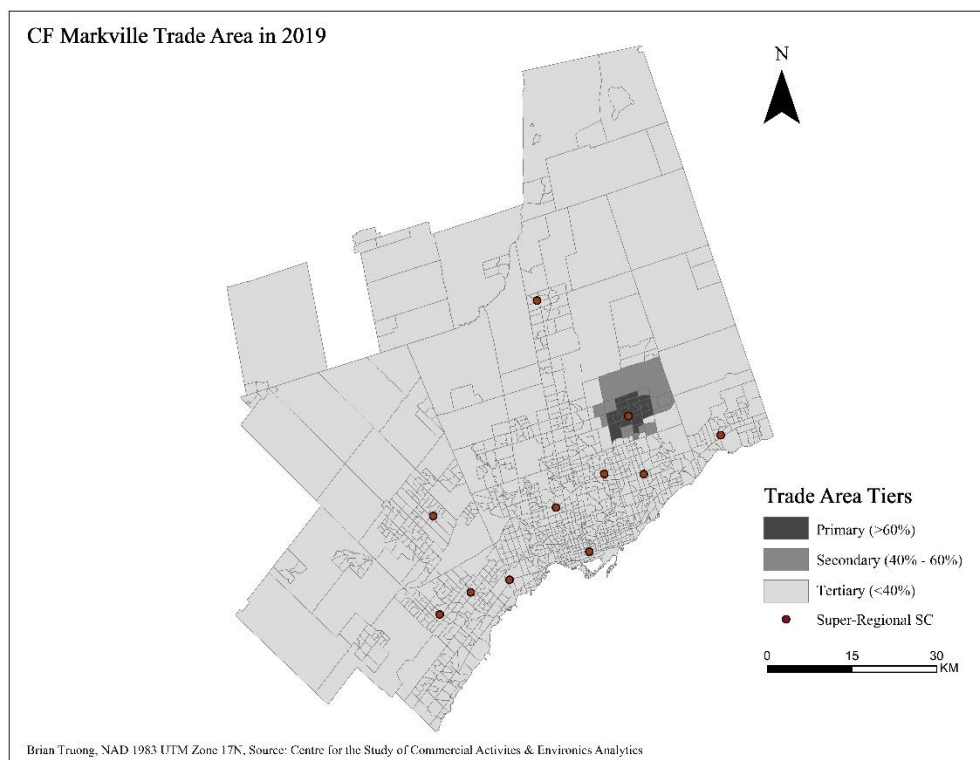 CF Markville Trade Area in 2019
N
Trade Area Tiers
Primary (>60%)
Secondary (40% - 60%)
Tertiary (<40%)
Super-Regional SC
0 15 30
KM
Brian Truong, NAD 1983 UTM Zone 17N, Source: Centre for the Study of Commercial Activites & Environics Analytics